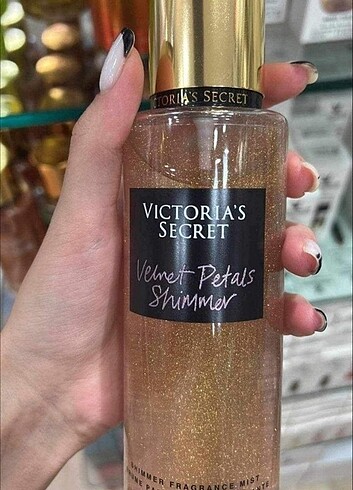 VICTORIA'S SECRET
VICTORIA'S
SECRET
Velvet Petals
Shimmer
SHIMMER FRAGRANCE MIST